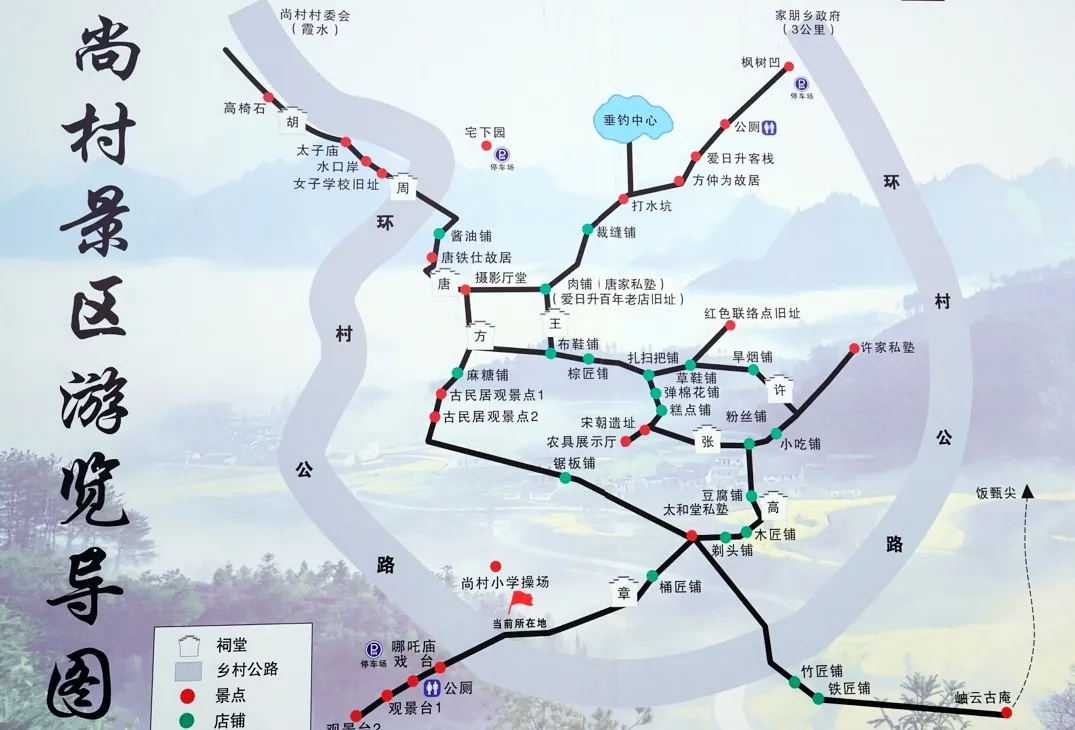 尚村景区游览导图
尚村村委会
（霞水）
家朋乡政府
（3公里）
枫树凹
P
停车场
高椅石
胡
宅下园
P
停车场
垂钓中心
公厕
太子庙
水口岸
女子学校旧址
周
爱日升客栈
方仲为故居
打水坑
环
环
酱油铺
裁缝铺
唐铁仕故居
唐
摄影厅堂
肉铺（唐家私塾）
（爱日升百年老店旧址）
村
村
红色联络点旧址
王
方
布鞋铺
许家私塾
棕匠铺
扎扫把铺
旱烟铺
麻糖铺
草鞋铺
许
古民居观景点1
弹棉花铺
古民居观景点2
糕点铺
粉丝铺
宋朝遗址
农具展示厅
张
小吃铺
公
公
锯板铺
豆腐铺
饭甑尖
太和堂私塾
高
木匠铺
剃头铺
路
路
尚村小学操场
章
桶匠铺
当前所在地
祠堂
乡村公路
景点
店铺
P
停车场
哪吒庙
戏台
公厕
观景台1
观景台2
竹匠铺
铁匠铺
岫云古庵